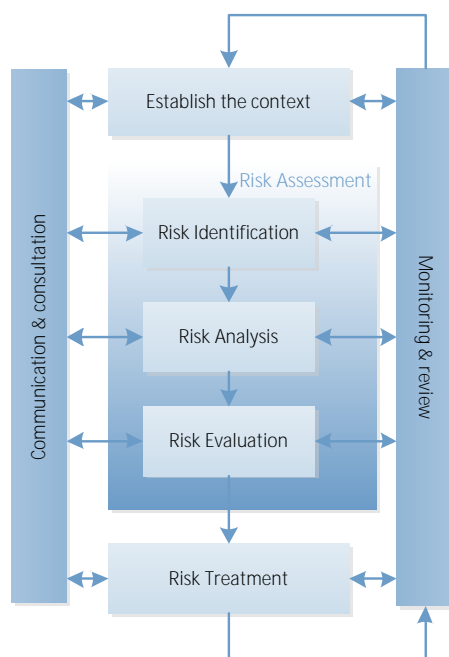 Establish the context
Risk Assessment
Risk Identification
Risk Analysis
Risk Evaluation
Risk Treatment
Communication & consultation
Monitoring & review